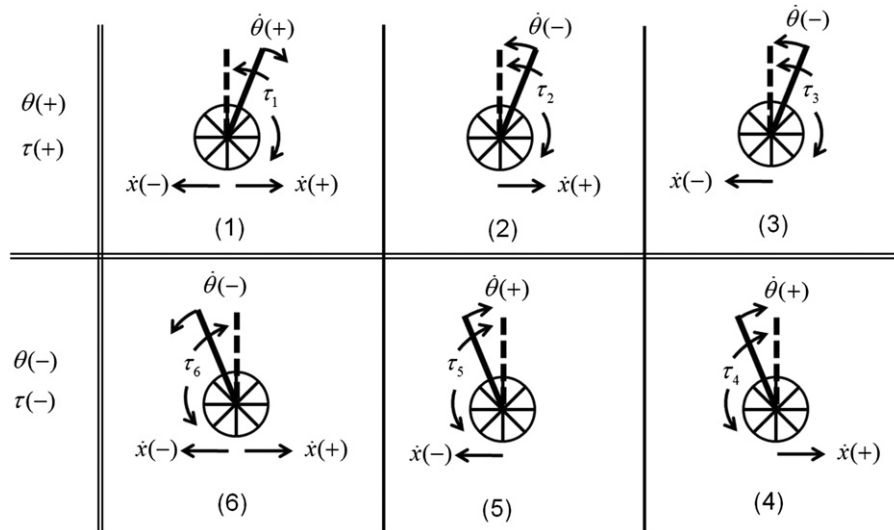 θ(+)
τ(+)
θ̇(+)
τ₁
ẋ(−) ẋ(+)
(1)
θ̇(−)
τ₂
ẋ(+)
(2)
θ̇(−)
τ₃
ẋ(−)
(3)
θ(−)
τ(−)
θ̇(−)
τ₆
ẋ(−) ẋ(+)
(6)
θ̇(+)
τ₅
ẋ(−)
(5)
θ̇(+)
τ₄
ẋ(+)
(4)